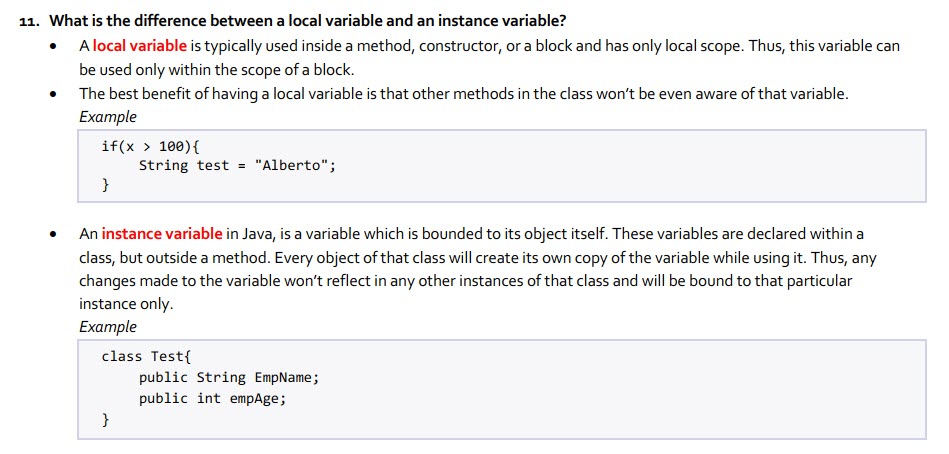 11. What is the difference between a local variable and an instance variable?
• A local variable is typically used inside a method, constructor, or a block and has only local scope. Thus, this variable can
be used only within the scope of a block.
• The best benefit of having a local variable is that other methods in the class won't be even aware of that variable.
Example
if(x > 100){
String test = "Alberto";
}
• An instance variable in Java, is a variable which is bounded to its object itself. These variables are declared within a
class, but outside a method. Every object of that class will create its own copy of the variable while using it. Thus, any
changes made to the variable won't reflect in any other instances of that class and will be bound to that particular
instance only.
Example
class Test{
public String EmpName;
public int empAge;
}